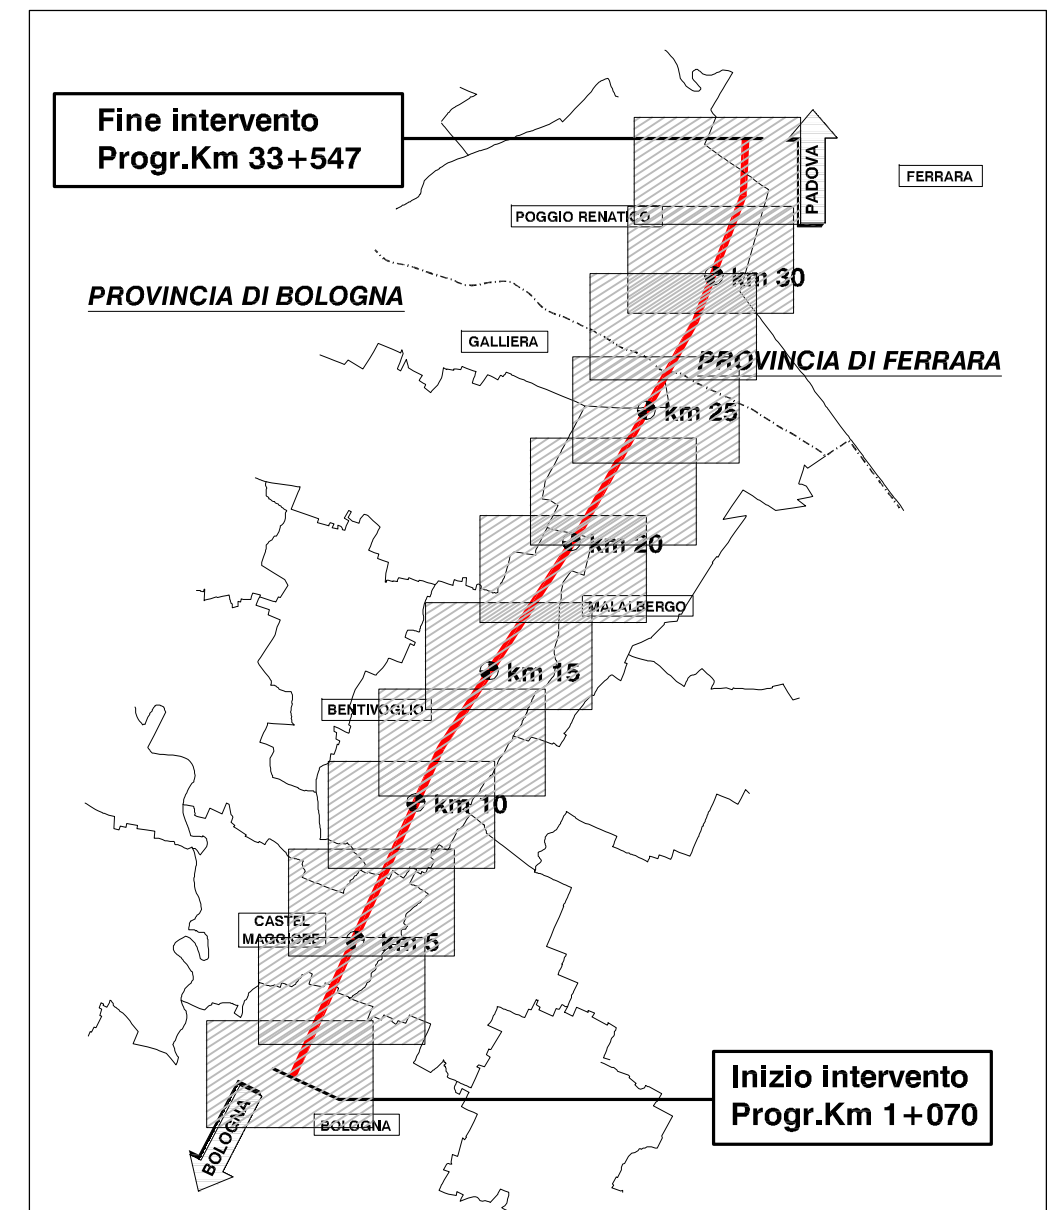 Fine intervento
Progr.Km 33+547
PADOVA
FERRARA
POGGIO RENATICO
km 30
PROVINCIA DI BOLOGNA
GALLIERA
PROVINCIA DI FERRARA
km 25
km 20
MALALBERGO
km 15
BENTIVOGLIO
km 10
CASTEL
MAGGIORE
km 5
Inizio intervento
Progr.Km 1+070
BOLOGNA
BOLOGNA